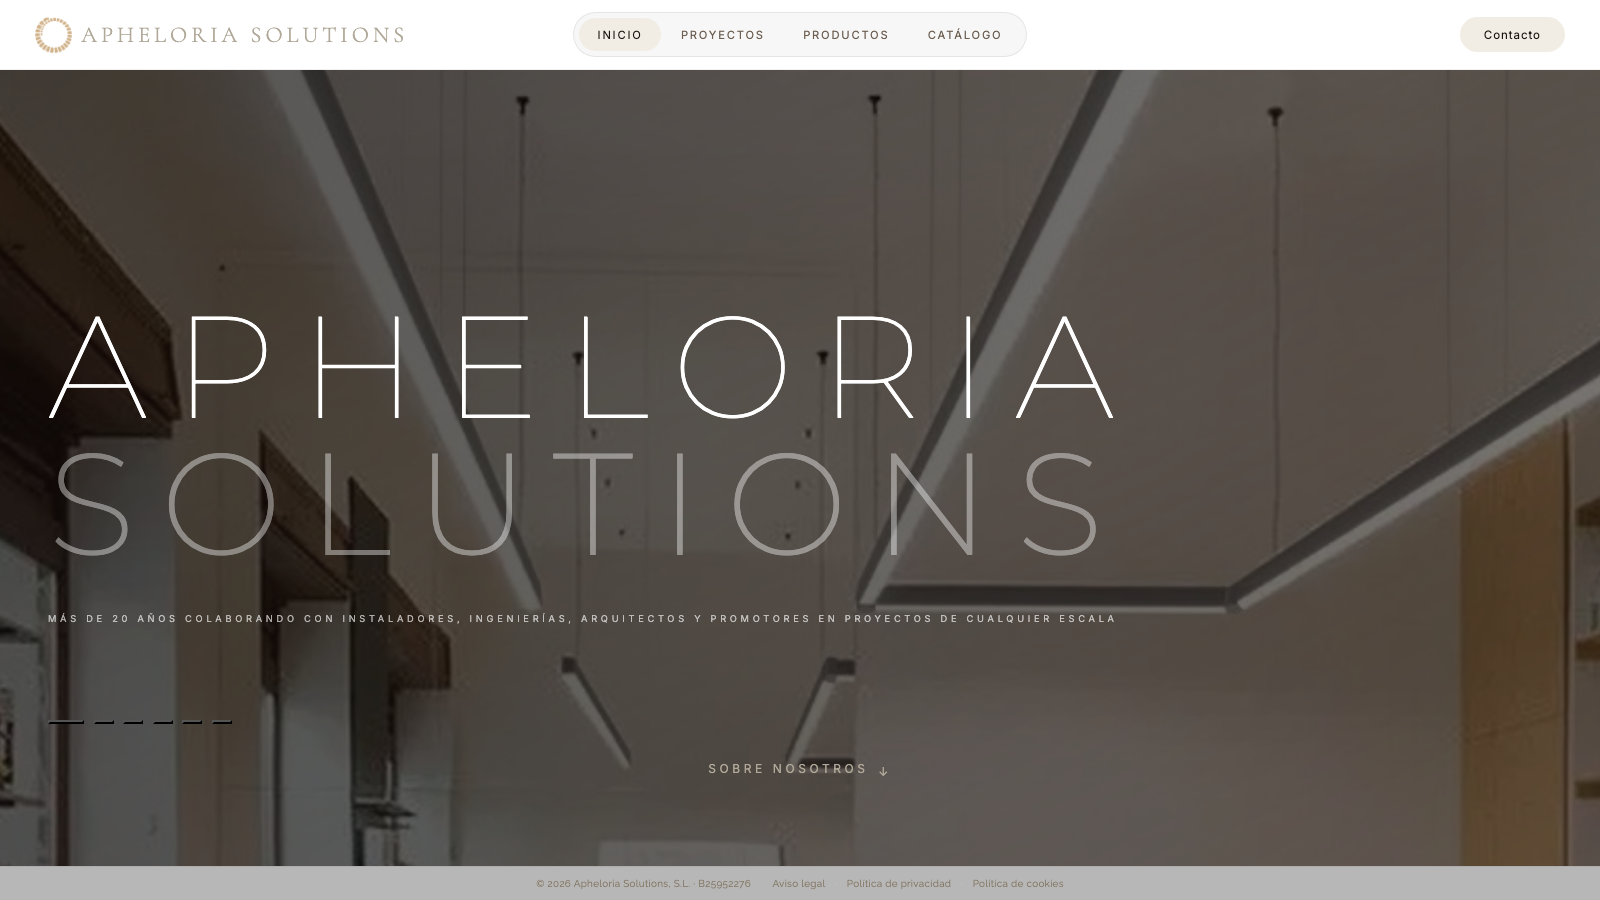 APHELORIA SOLUTIONS
INICIO
PROYECTOS
PRODUCTOS
CATÁLOGO
Contacto
APHELORIA
SOLUTIONS
MÁS DE 20 AÑOS COLABORANDO CON INSTALADORES, INGENIERÍAS, ARQUITECTOS Y PROMOTORES EN PROYECTOS DE CUALQUIER ESCALA
SOBRE NOSOTROS ↓
© 2026 Apheloria Solutions, S.L. · B25952276
Aviso legal
Política de privacidad
Política de cookies